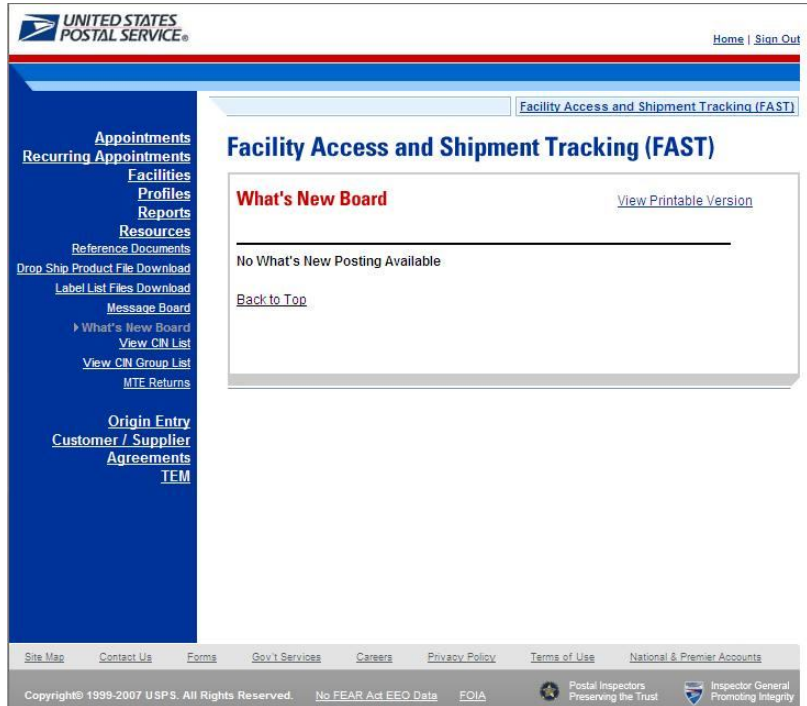 UNITED STATES
POSTAL SERVICE®
Home | Sign Out
Facility Access and Shipment Tracking (FAST)
Appointments
Recurring Appointments
Facilities
Profiles
Reports
Resources
Reference Documents
Drop Ship Product File Download
Label List Files Download
Message Board
What's New Board
View CIN List
View CIN Group List
MTE Returns
Origin Entry
Customer / Supplier
Agreements
TEM
Facility Access and Shipment Tracking (FAST)
What's New Board
View Printable Version
No What's New Posting Available
Back to Top
Site Map Contact Us Forms Gov't Services Careers Privacy Policy Terms of Use National & Premier Accounts
Copyright© 1999-2007 USPS. All Rights Reserved. No FEAR Act EEO Data FOIA
Postal Inspectors
Preserving the Trust
Inspector General
Promoting Integrity